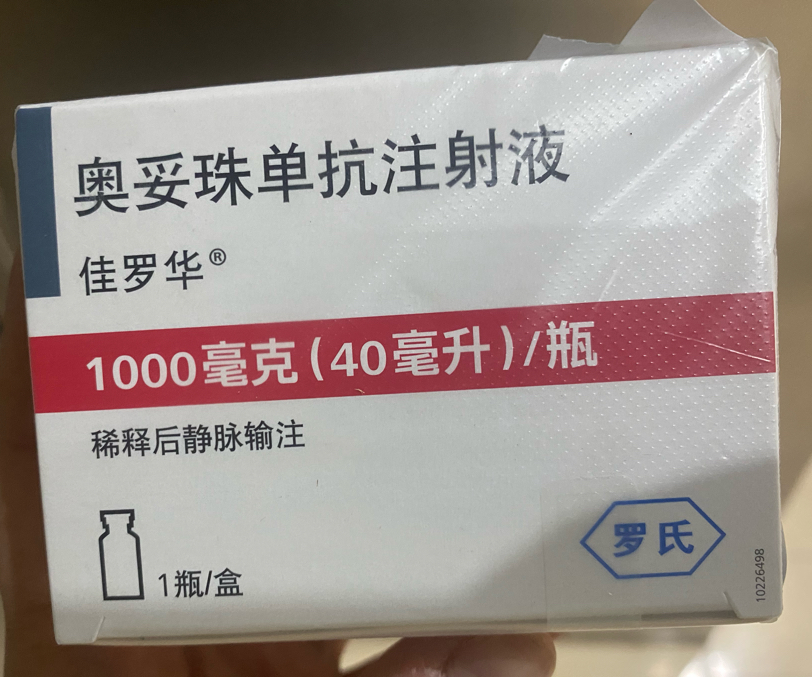 奥妥珠单抗注射液
佳罗华®
1000毫克(40毫升)/瓶
稀释后静脉输注
1瓶/盒
罗氏
10226498